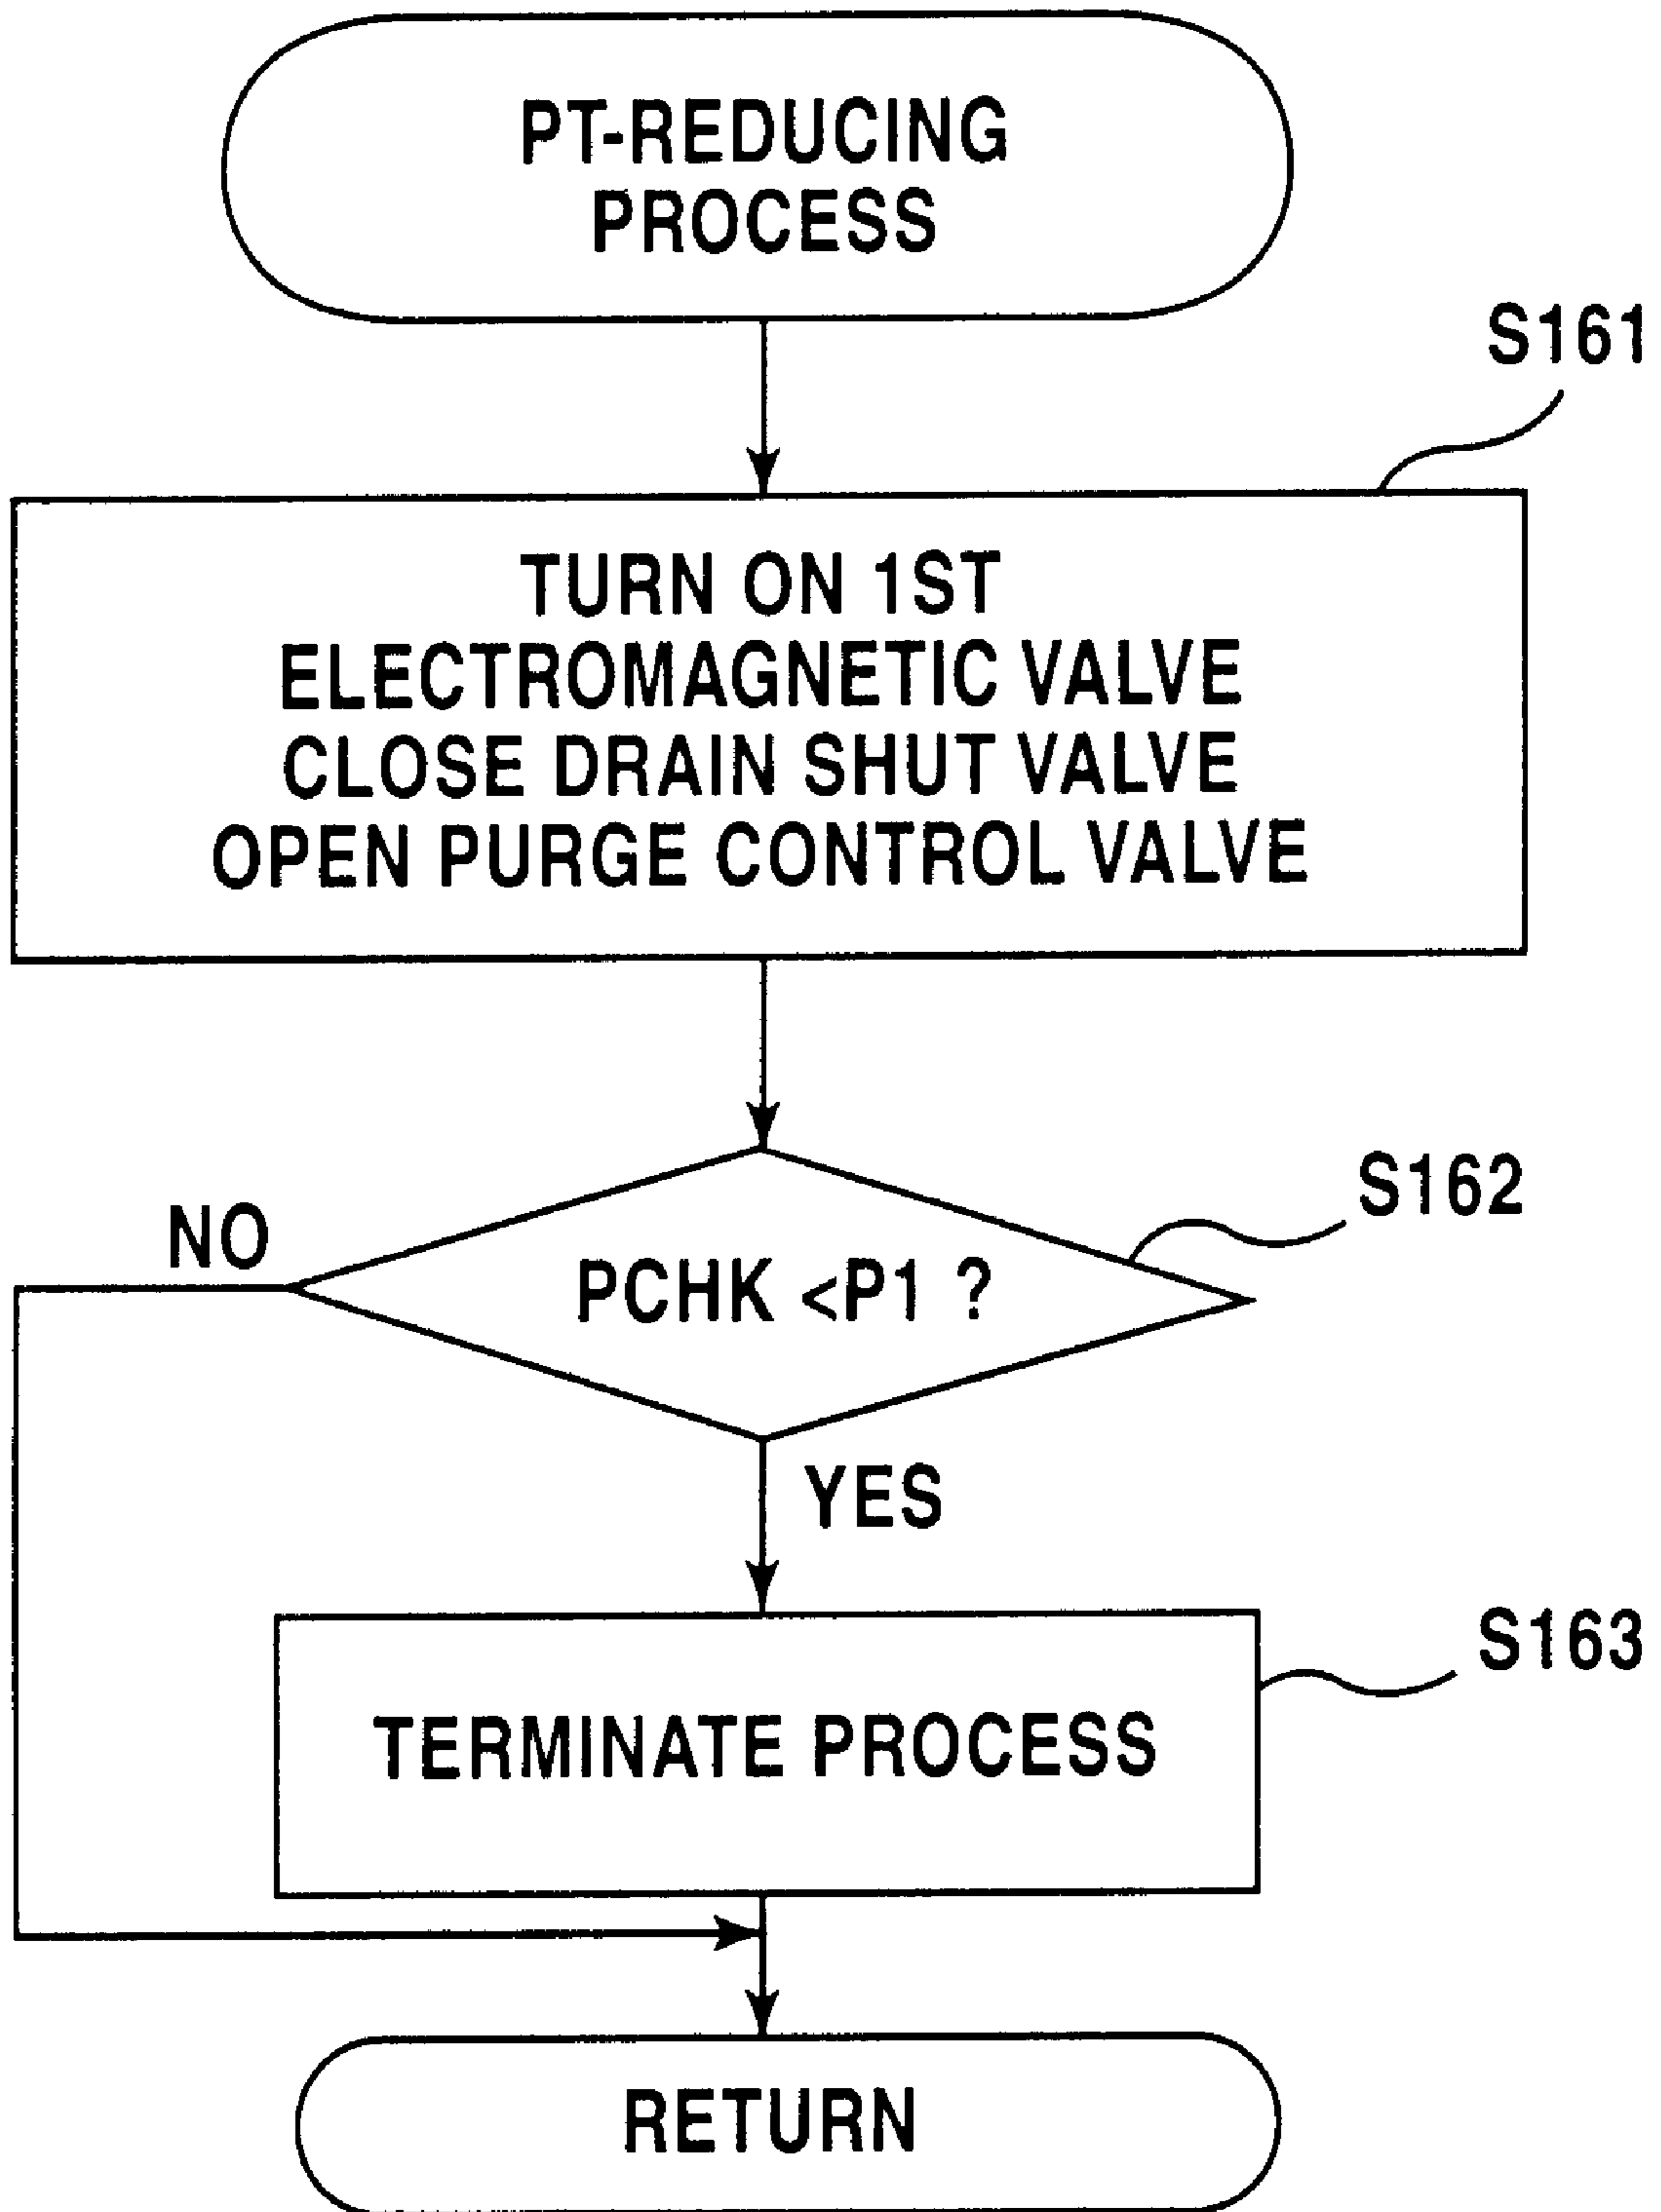 PT-REDUCING
PROCESS
S161
TURN ON 1ST
ELECTROMAGNETIC VALVE
CLOSE DRAIN SHUT VALVE
OPEN PURGE CONTROL VALVE
S162
NO
PCHK <P1 ?
YES
S163
TERMINATE PROCESS
RETURN